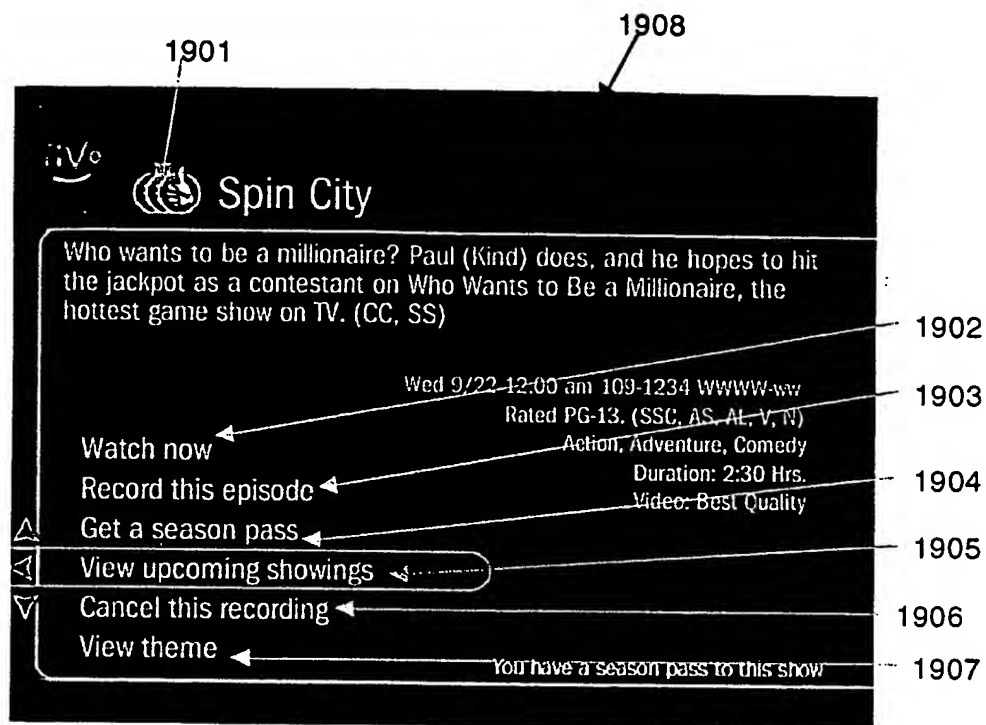 1908
1901
TiVo
Spin City
Who wants to be a millionaire? Paul (Kind) does, and he hopes to hit
the jackpot as a contestant on Who Wants to Be a Millionaire, the
hottest game show on TV. (CC, SS)
1902
Wed 9/22 12:00 am 109-1234 WWWW-ww
1903
Rated PG-13. (SSC, AS, AL, V, N)
Watch now
Action, Adventure, Comedy
Duration: 2:30 Hrs.
1904
Record this episode
Video: Best Quality
Get a season pass
1905
View upcoming showings
Cancel this recording
1906
View theme
You have a season pass to this show
1907